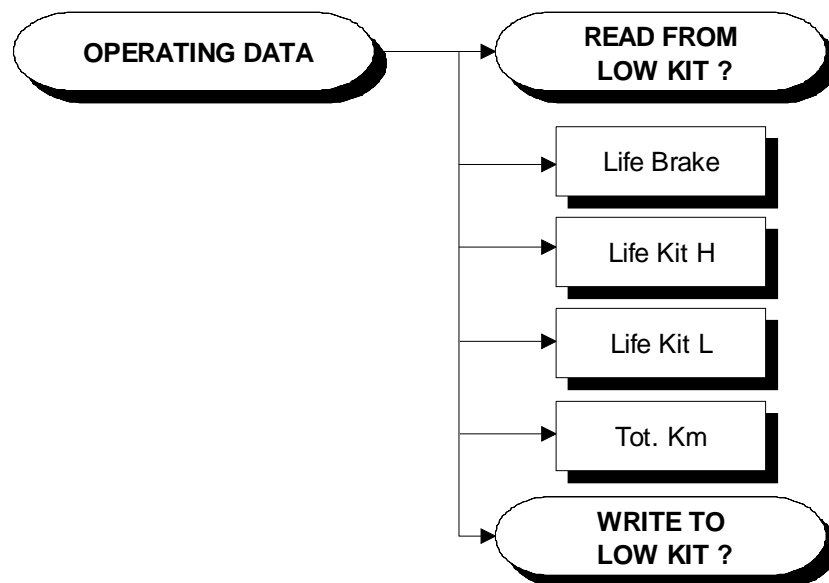 OPERATING DATA
READ FROM
LOW KIT ?
Life Brake
Life Kit H
Life Kit L
Tot. Km
WRITE TO
LOW KIT ?